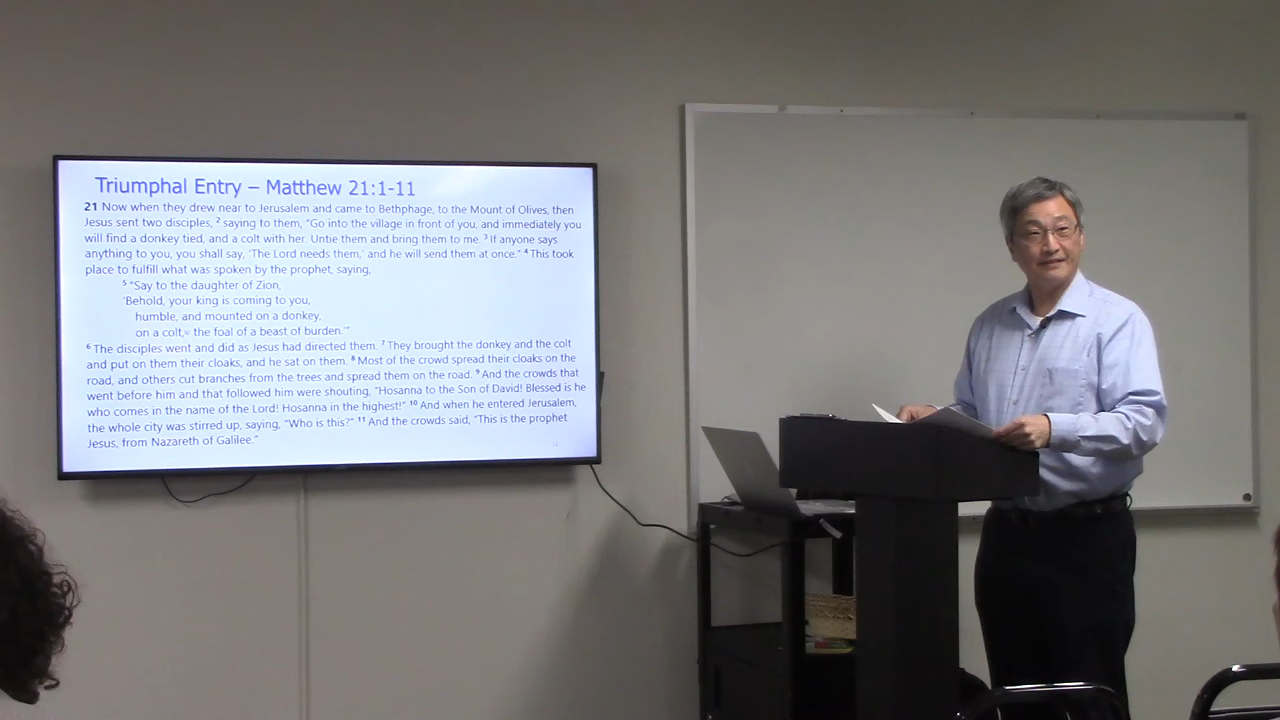 Triumphal Entry – Matthew 21:1-11
21 Now when they drew near to Jerusalem and came to Bethphage, to the Mount of Olives, then
Jesus sent two disciples, 2 saying to them, “Go into the village in front of you, and immediately you
will find a donkey tied, and a colt with her. Untie them and bring them to me. 3 If anyone says
anything to you, you shall say, ‘The Lord needs them,’ and he will send them at once.” 4 This took
place to fulfill what was spoken by the prophet, saying,
5 “Say to the daughter of Zion,
‘Behold, your king is coming to you,
humble, and mounted on a donkey,
on a colt, the foal of a beast of burden.’”
6 The disciples went and did as Jesus had directed them. 7 They brought the donkey and the colt
and put on them their cloaks, and he sat on them. 8 Most of the crowd spread their cloaks on the
road, and others cut branches from the trees and spread them on the road. 9 And the crowds that
went before him and that followed him were shouting, “Hosanna to the Son of David! Blessed is he
who comes in the name of the Lord! Hosanna in the highest!” 10 And when he entered Jerusalem,
the whole city was stirred up, saying, “Who is this?” 11 And the crowds said, “This is the prophet
Jesus, from Nazareth of Galilee.”